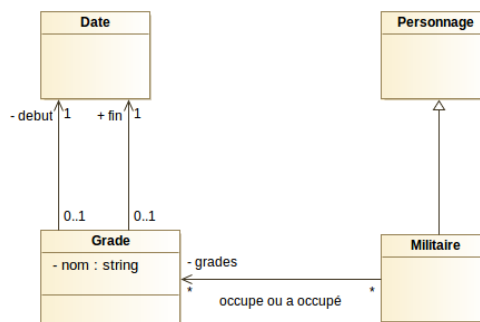 Date
Personnage
- debut
1
+ fin
1
0..1
0..1
Grade
- nom : string
Militaire
- grades
*
*
occupe ou a occupé